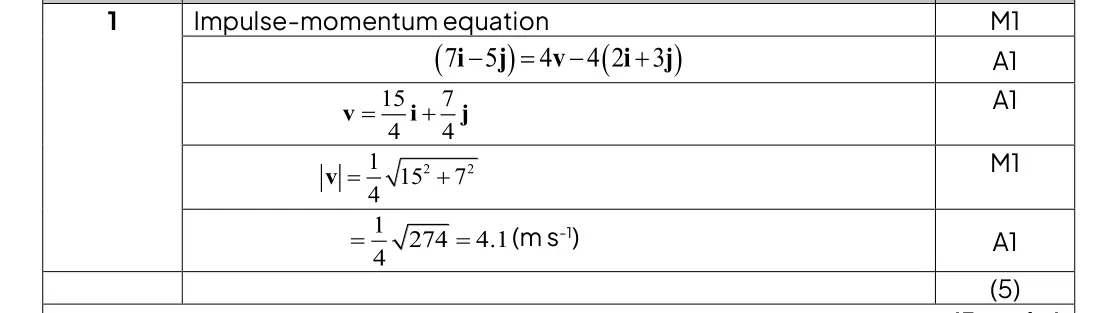 1 Impulse-momentum equation M1
(7i−5j)=4v−4(2i+3j) A1
v = 15/4 i + 7/4 j A1
|v| = 1/4 √(15² + 7²) M1
= 1/4 √274 = 4.1 (m s⁻¹) A1
(5)